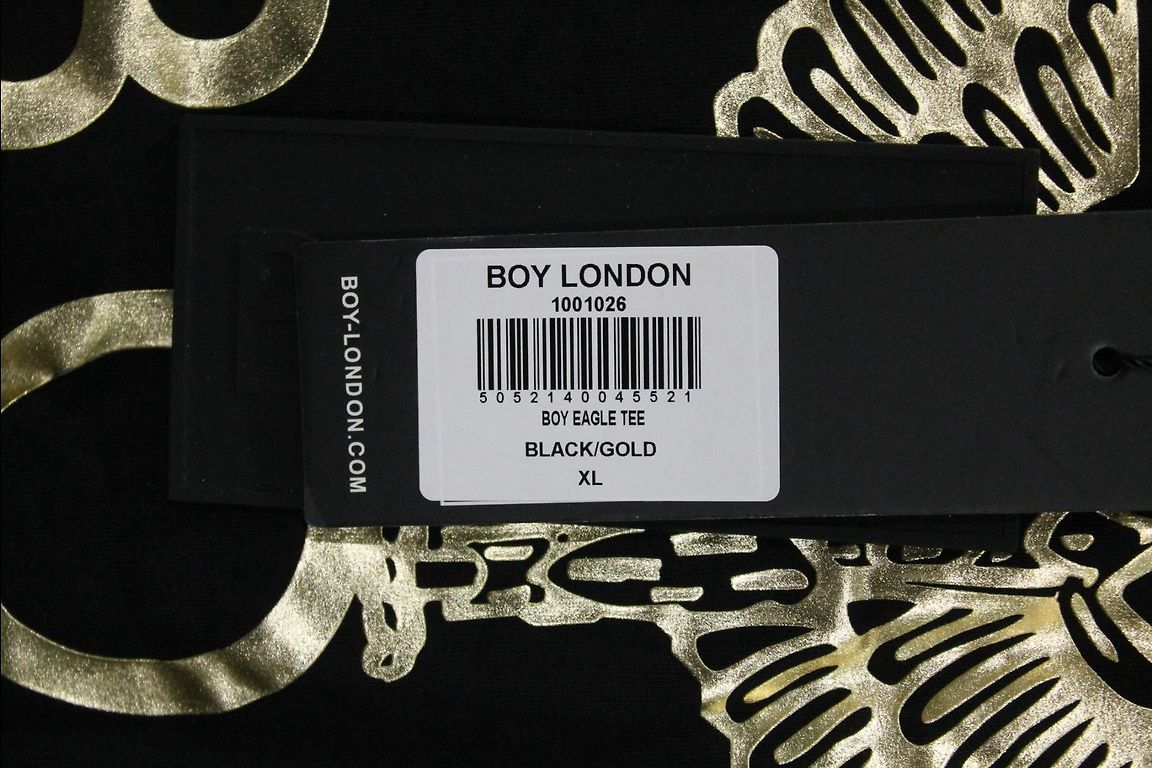 BOY-LONDON.COM
BOY LONDON
1001026
5052140045521
BOY EAGLE TEE
BLACK/GOLD
XL